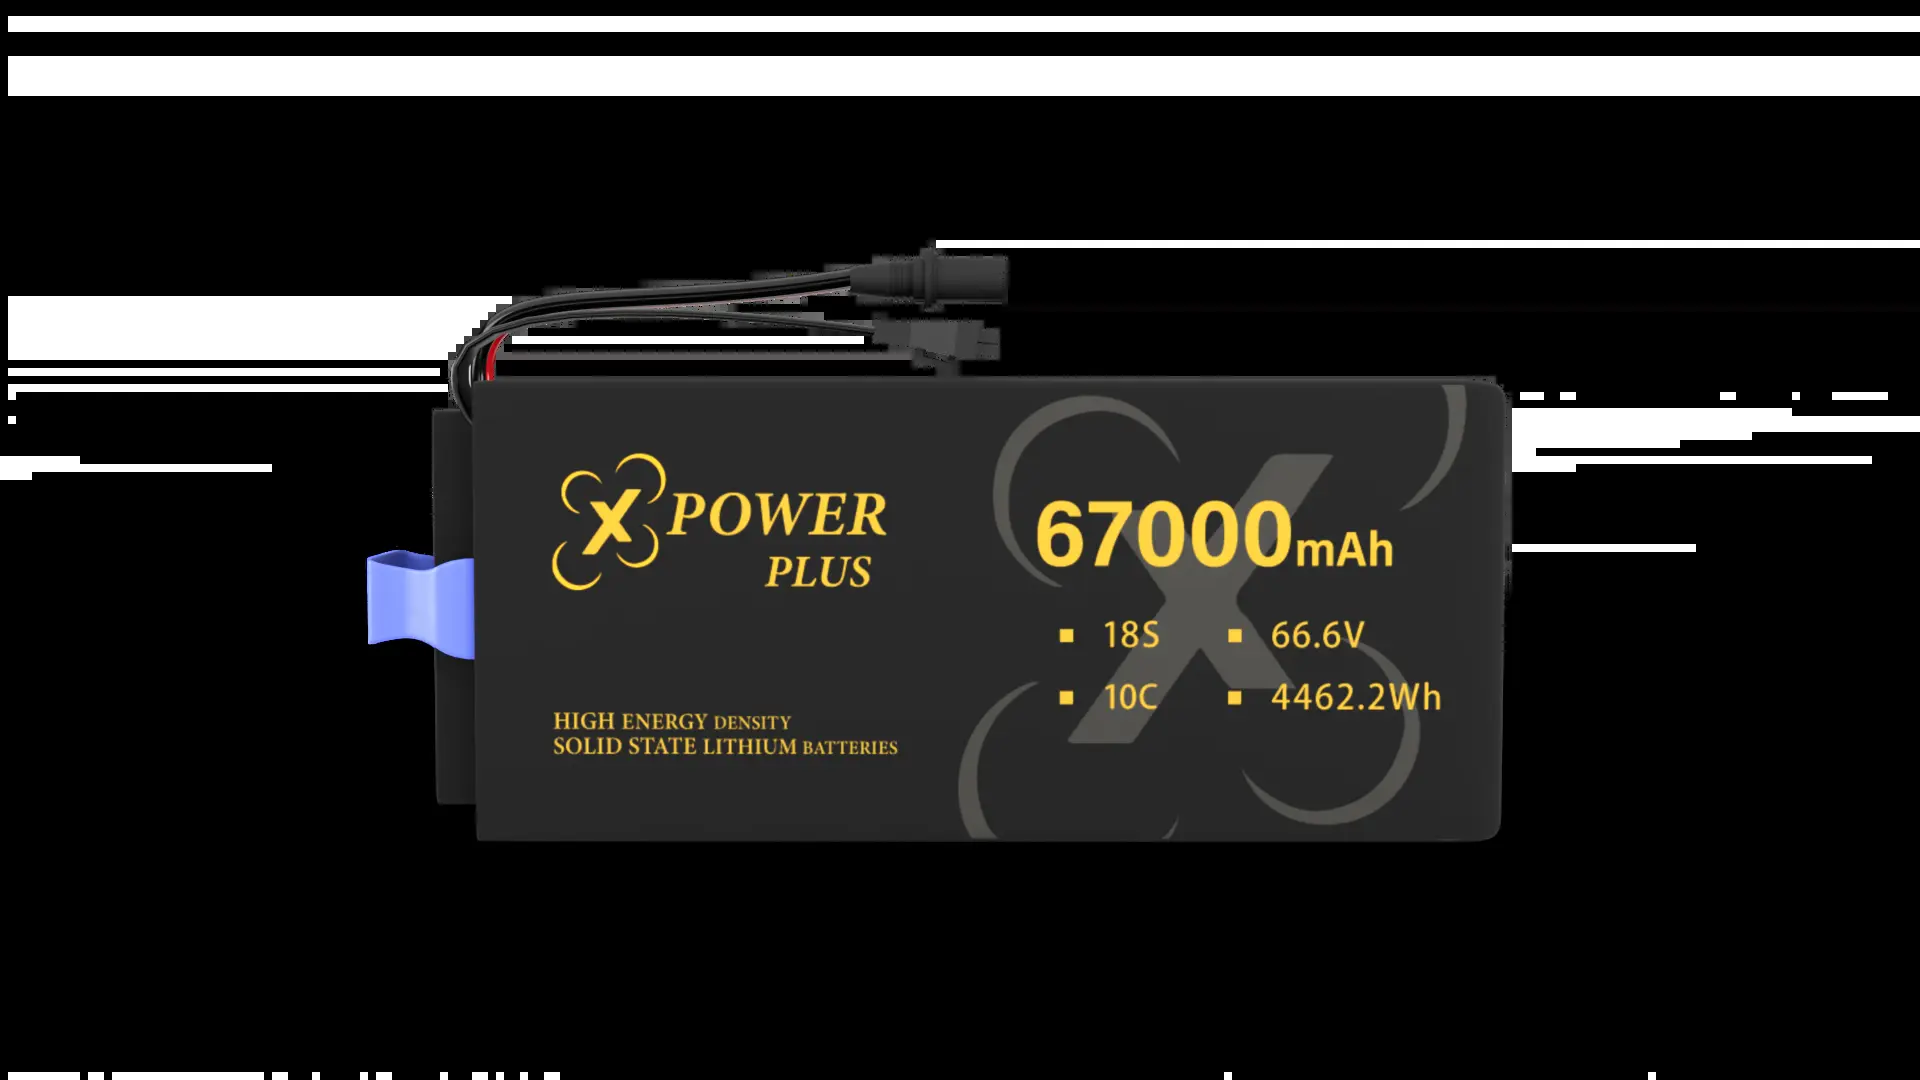 X POWER
PLUS
67000mAh
18S
66.6V
10C
4462.2Wh
HIGH ENERGY DENSITY
SOLID STATE LITHIUM BATTERIES